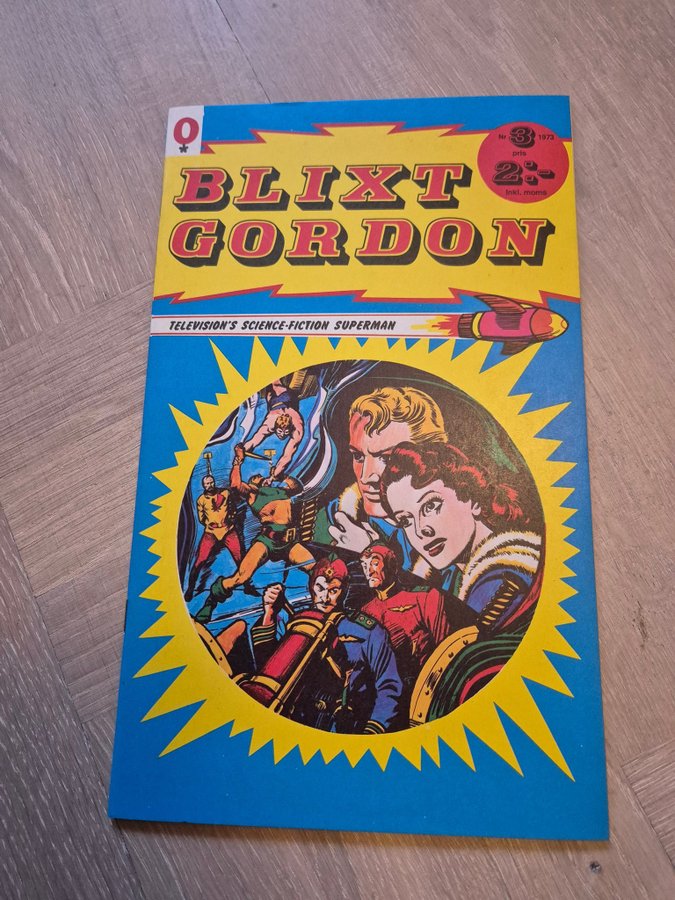 O
Nr 3 1973
pris
2:-
Inkl. moms
BLIXT
GORDON
TELEVISION'S SCIENCE-FICTION SUPERMAN